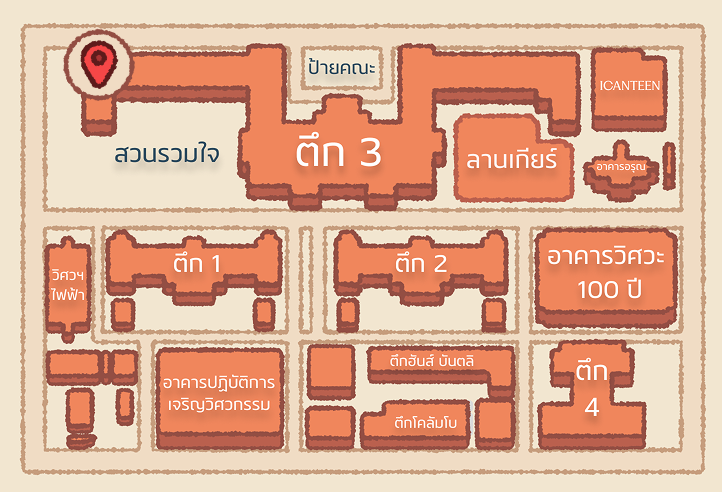 ป้ายคณะ
ICANTEEN
สวนรวมใจ
ตึก 3
ลานเกียร์
อาคารอรุณ
วิศวฯ
ไฟฟ้า
ตึก 1
ตึก 2
อาคารวิศวะ
100 ปี
อาคารปฏิบัติการ
เจริญวิศวกรรม
ตึกฮันส์ บันตลิ
ตึกโคลัมโบ
ตึก
4